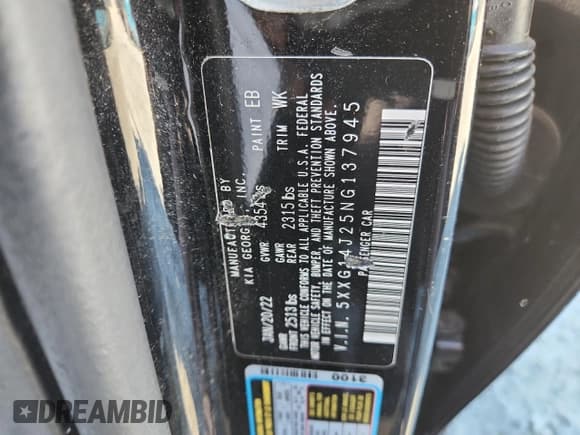 MANUFACTURED BY
KIA GEORGIA, INC.
PAINT EB
JAN/20/22
GVWR 4354 lbs
TRIM WK
GAWR 2513 lbs
GAWR REAR 2315 lbs
THIS VEHICLE CONFORMS TO ALL APPLICABLE U.S.A. FEDERAL
MOTOR VEHICLE SAFETY, BUMPER, AND THEFT PREVENTION STANDARDS
IN EFFECT ON THE DATE OF MANUFACTURE SHOWN ABOVE.
V.I.N. 5XXG14J25NG137945
PASSENGER CAR
3100
DREAMBID